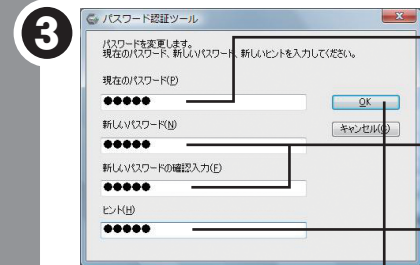 3
パスワード認証ツール
パスワードを変更します。
現在のパスワード、新しいパスワード、新しいヒントを入力してください。
現在のパスワード(P)
●●●●●
OK
新しいパスワード(N)
キャンセル(C)
●●●●●
新しいパスワードの確認入力(F)
●●●●●
ヒント(H)
●●●●●